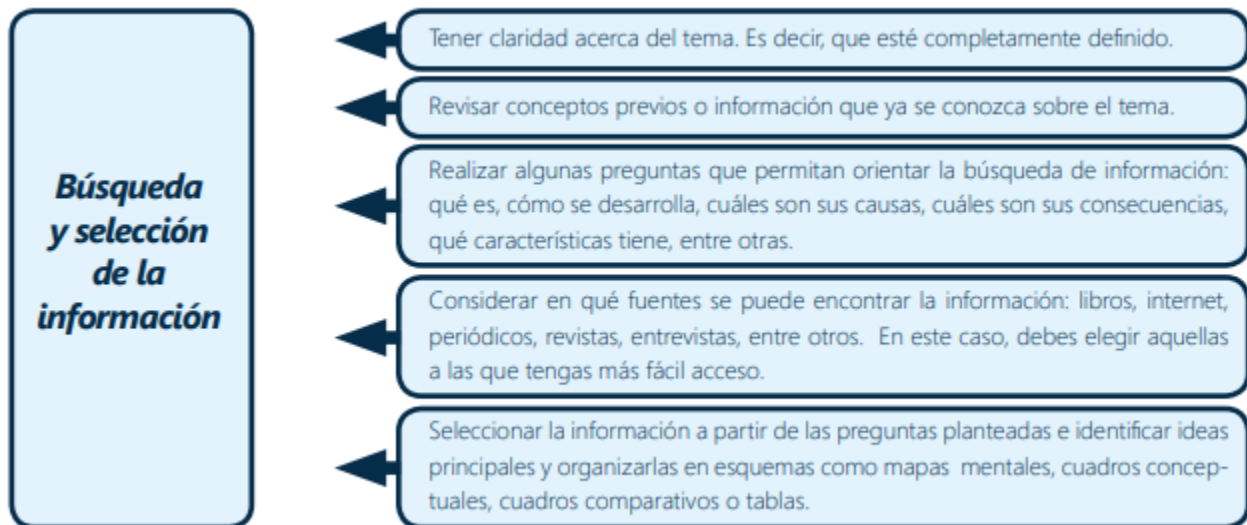 Búsqueda
y selección
de la
información
Tener claridad acerca del tema. Es decir, que esté completamente definido.
Revisar conceptos previos o información que ya se conozca sobre el tema.
Realizar algunas preguntas que permitan orientar la búsqueda de información:
qué es, cómo se desarrolla, cuáles son sus causas, cuáles son sus consecuencias,
qué características tiene, entre otras.
Considerar en qué fuentes se puede encontrar la información: libros, internet,
periódicos, revistas, entrevistas, entre otros. En este caso, debes elegir aquellas
a las que tengas más fácil acceso.
Seleccionar la información a partir de las preguntas planteadas e identificar ideas
principales y organizarlas en esquemas como mapas mentales, cuadros concep-
tuales, cuadros comparativos o tablas.